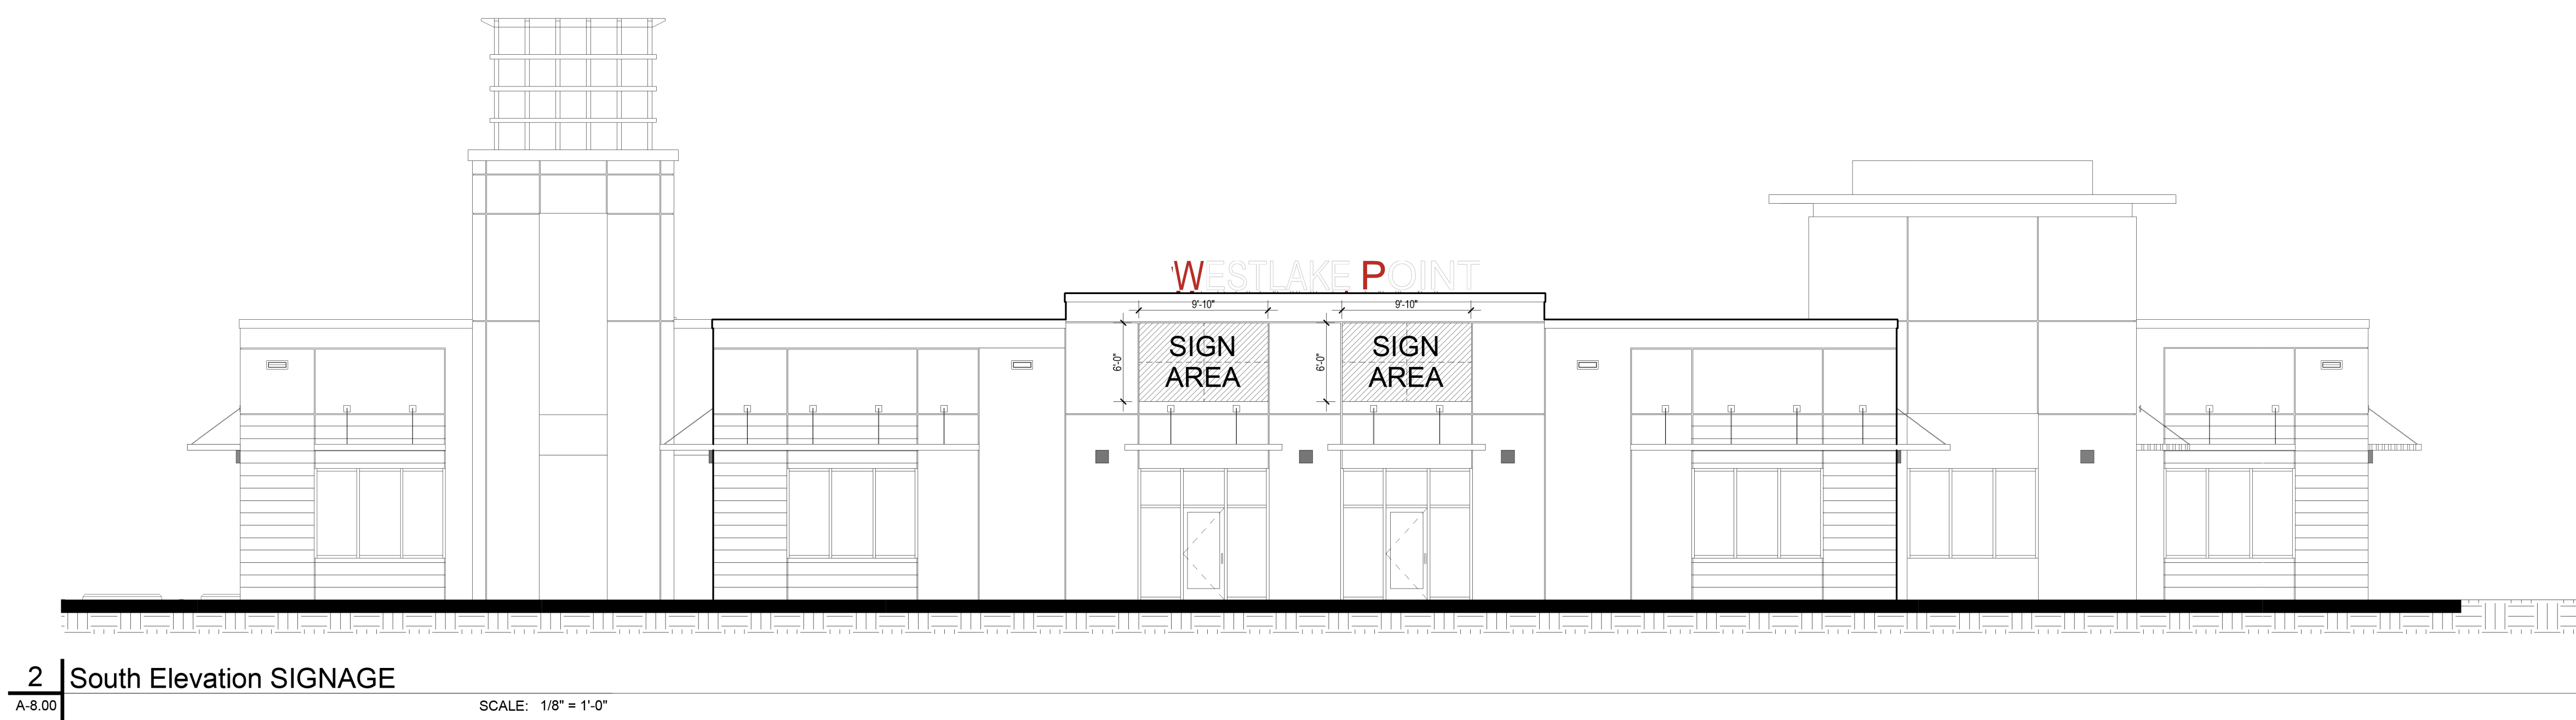 WESTLAKE POINT
9'-10" 9'-10"
6'-0" SIGN AREA
6'-0" SIGN AREA
2 South Elevation SIGNAGE
A-8.00 SCALE: 1/8" = 1'-0"